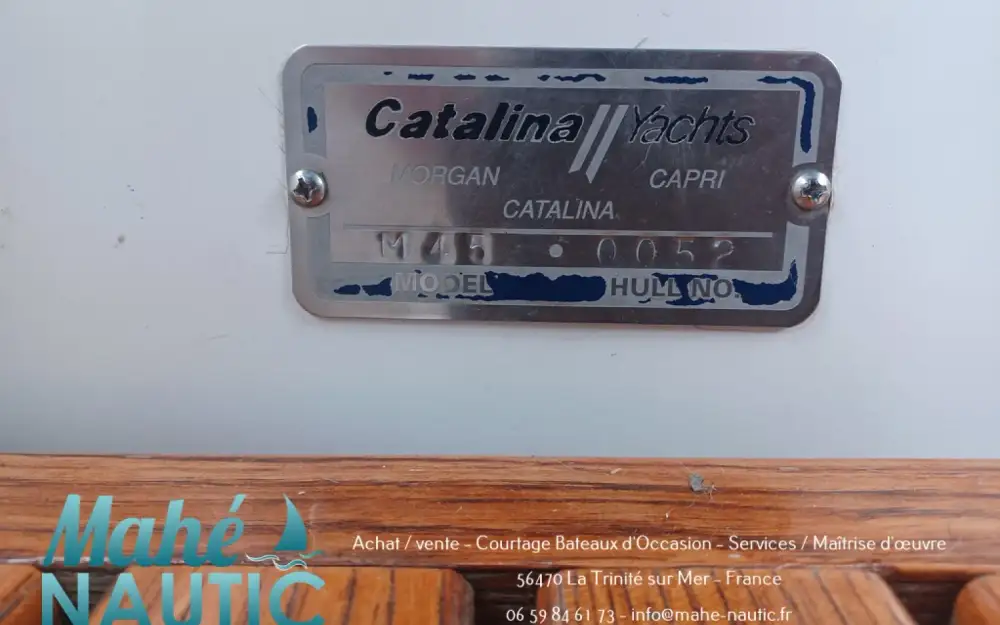 Catalina Yachts
MORGAN CAPRI
CATALINA
M45 • 0052
MODEL HULL NO.
Mahé
NAUTIC
Achat / vente - Courtage Bateaux d'Occasion - Services / Maîtrise d'œuvre
56470 La Trinité sur Mer - France
06 59 84 61 73 - info@mahe-nautic.fr